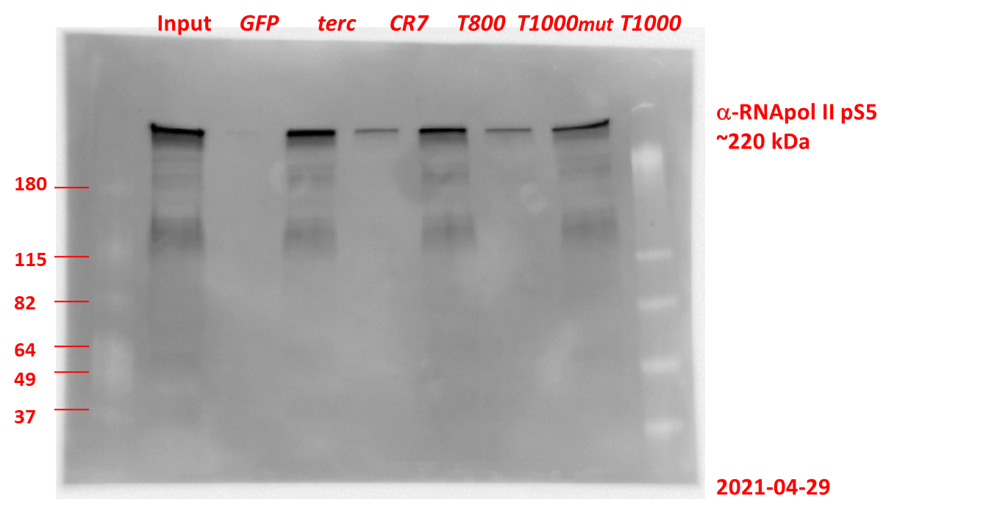 Input GFP terc CR7 T800 T1000mut T1000
α-RNApol II pS5
~220 kDa
180
115
82
64
49
37
2021-04-29